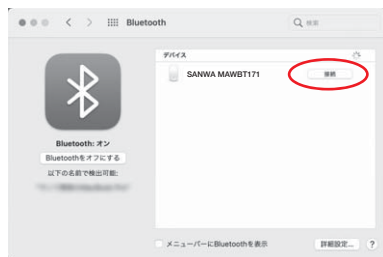 Bluetooth
検索
デバイス
SANWA MAWBT171
接続
Bluetooth: オン
Bluetoothをオフにする
以下の名前で検出可能:
メニューバーにBluetoothを表示
詳細設定...
?